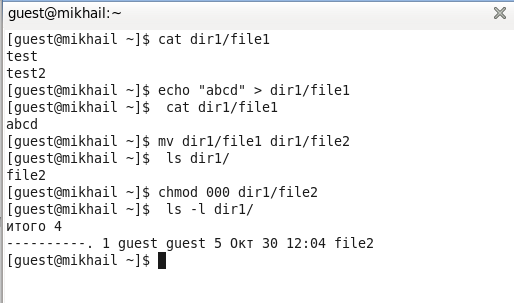 guest@mikhail:~
[guest@mikhail ~]$ cat dir1/file1
test
test2
[guest@mikhail ~]$ echo "abcd" > dir1/file1
[guest@mikhail ~]$  cat dir1/file1
abcd
[guest@mikhail ~]$ mv dir1/file1 dir1/file2
[guest@mikhail ~]$  ls dir1/
file2
[guest@mikhail ~]$ chmod 000 dir1/file2
[guest@mikhail ~]$  ls -l dir1/
итого 4
----------. 1 guest guest 5 Окт 30 12:04 file2
[guest@mikhail ~]$